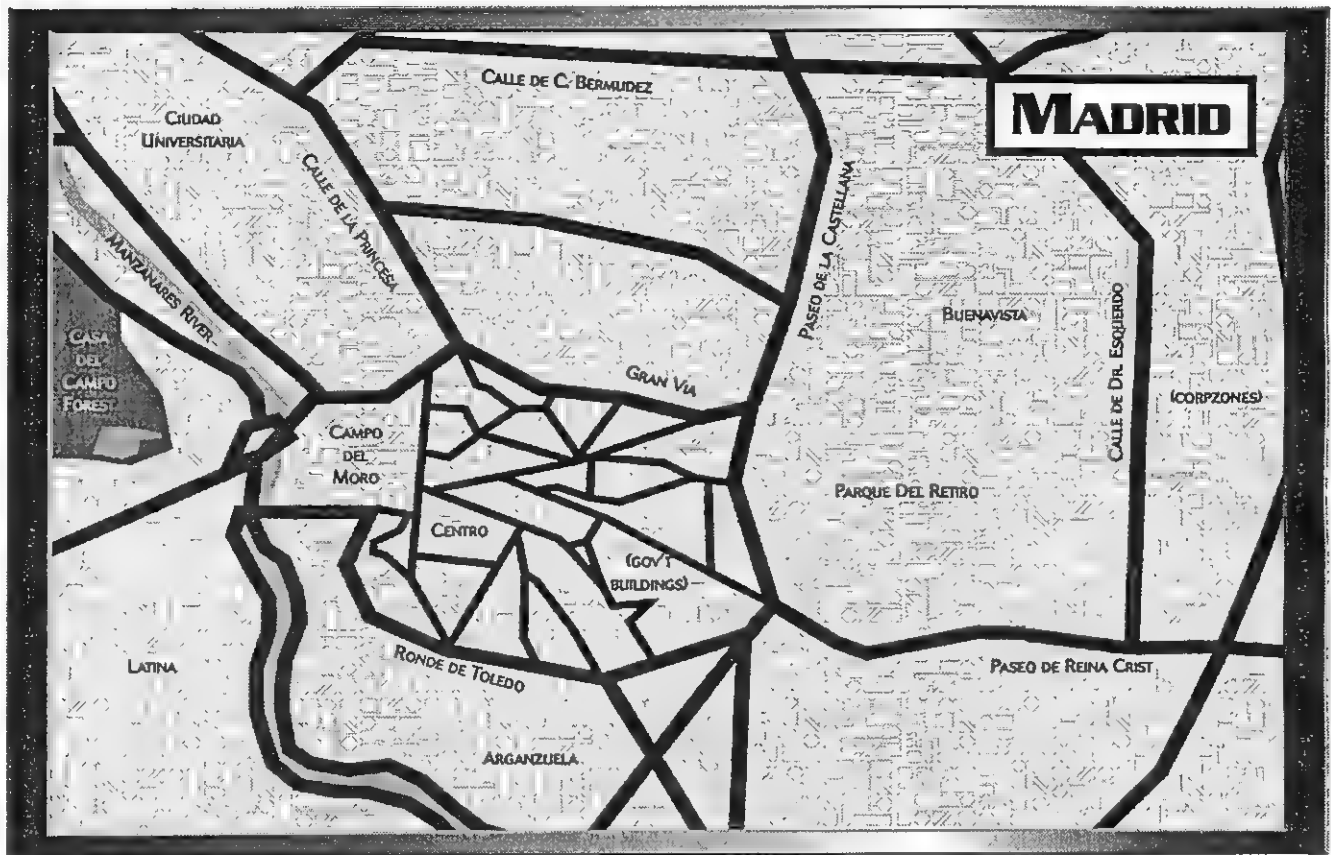 MADRID
CALLE DE C. BERMUDEZ
CIUDAD
UNIVERSITARIA
CALLE DE LA PRINCESA
PASEO DE LA CASTELLANA
MANZANARES RIVER
BUENAVISTA
CALLE DE DR. ESQUERDO
CASA
DEL
CAMPO
FOREST
GRAN VIA
(CORPZONES)
CAMPO
DEL
MORO
PARQUE DEL RETIRO
CENTRO
(GOV'T
BUILDINGS)
LATINA
RONDE DE TOLEDO
PASEO DE REINA CRIST
ARGANZUELA